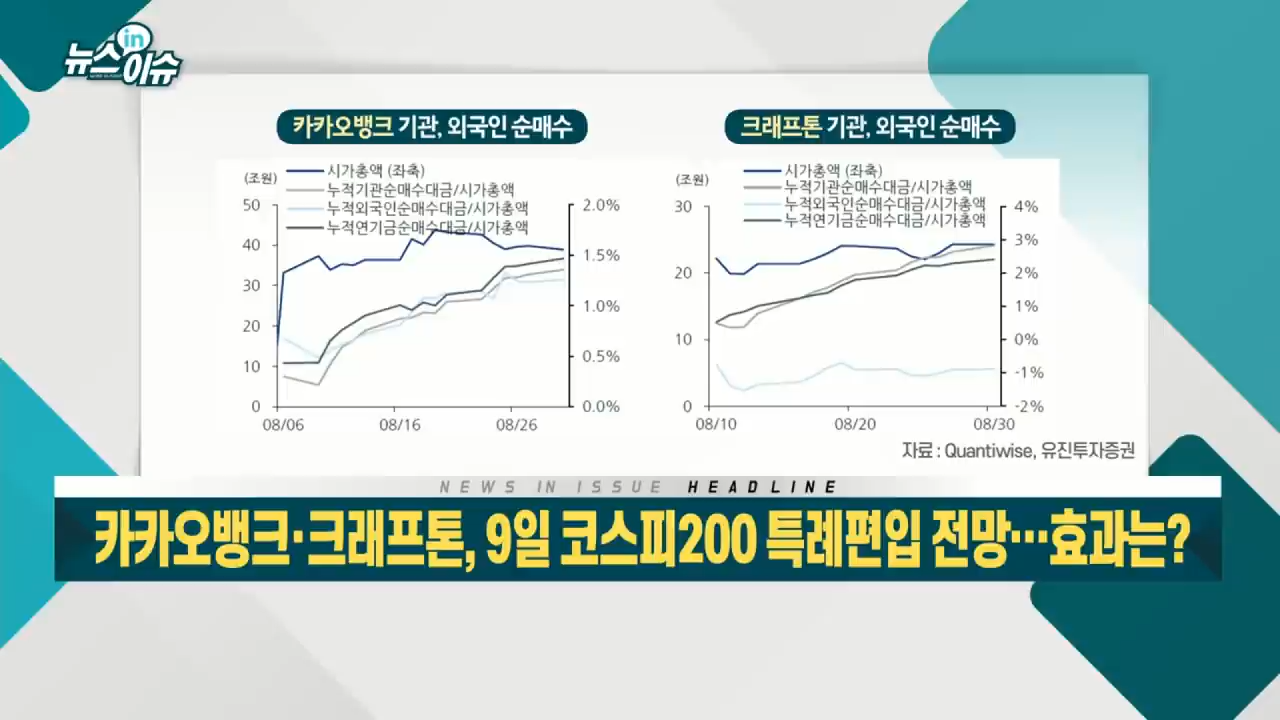 뉴스in이슈
카카오뱅크 기관, 외국인 순매수
(조원)
시가총액 (좌축)
누적기관순매수대금/시가총액
누적외국인순매수대금/시가총액
누적연기금순매수대금/시가총액
50
40
30
20
10
0
2.0%
1.5%
1.0%
0.5%
0.0%
08/06
08/16
08/26
크래프톤 기관, 외국인 순매수
(조원)
시가총액 (좌축)
누적기관순매수대금/시가총액
누적외국인순매수대금/시가총액
누적연기금순매수대금/시가총액
30
20
10
0
4%
3%
2%
1%
0%
-1%
-2%
08/10
08/20
08/30
자료 : Quantiwise, 유진투자증권
NEWS IN ISSUE HEADLINE
카카오뱅크·크래프톤, 9일 코스피200 특례편입 전망…효과는?